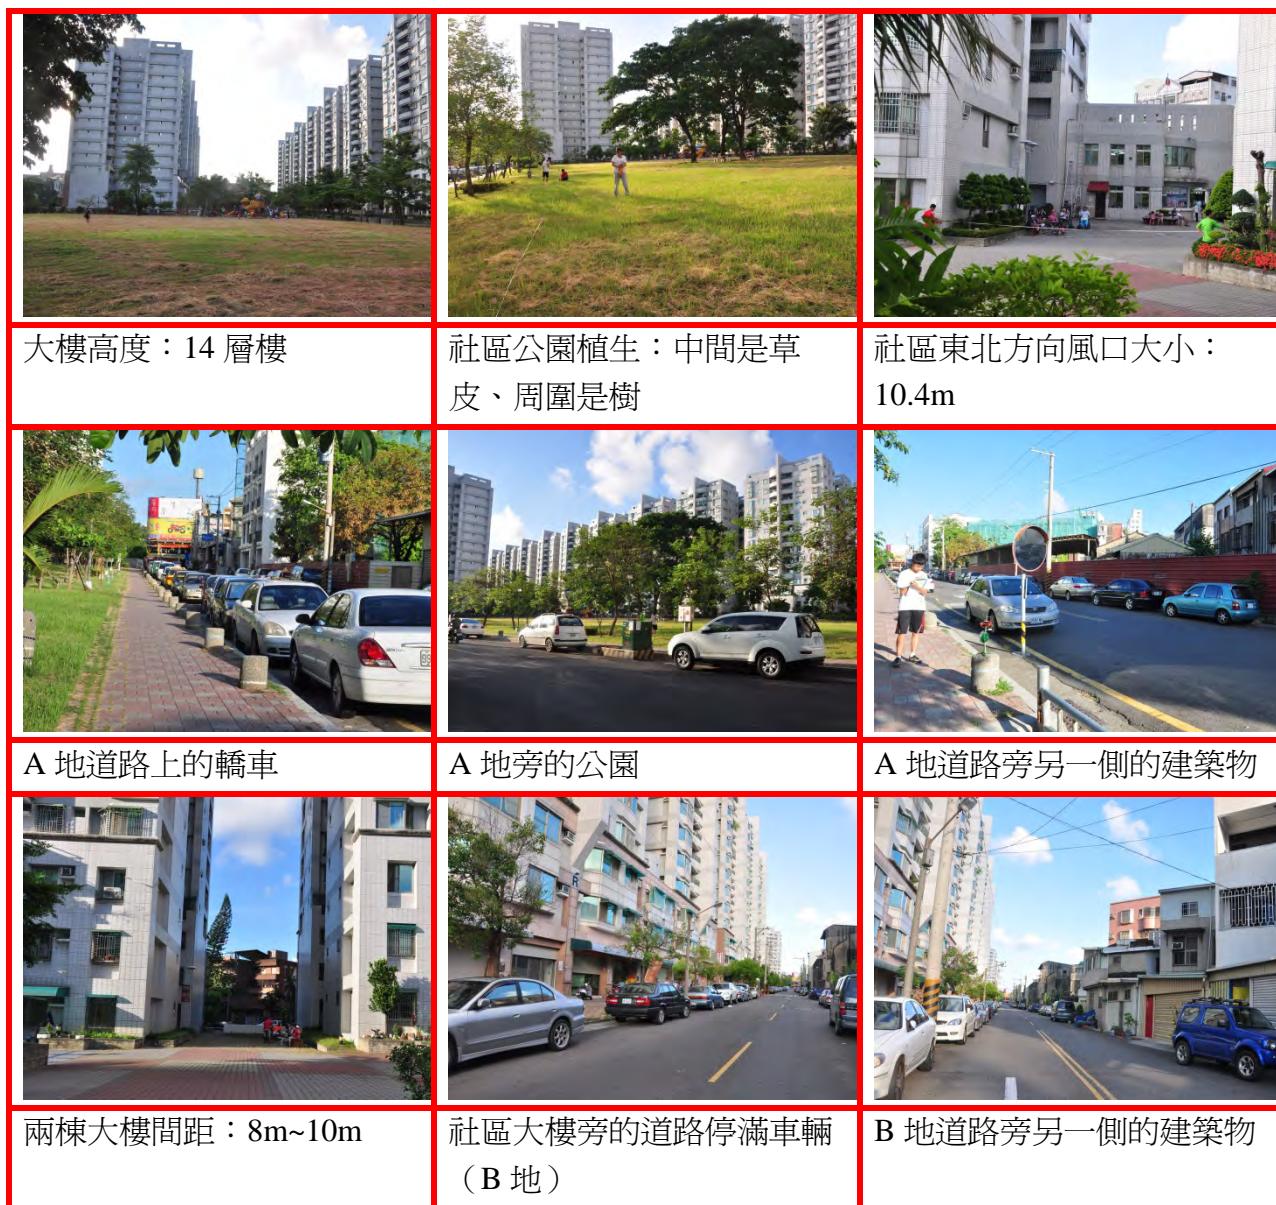 大樓高度：14 層樓
社區公園植生：中間是草
皮、周圍是樹
社區東北方向風口大小：
10.4m
A 地道路上的轎車
A 地旁的公園
A 地道路旁另一側的建築物
兩棟大樓間距：8m~10m
社區大樓旁的道路停滿車輛
（B 地）
B 地道路旁另一側的建築物